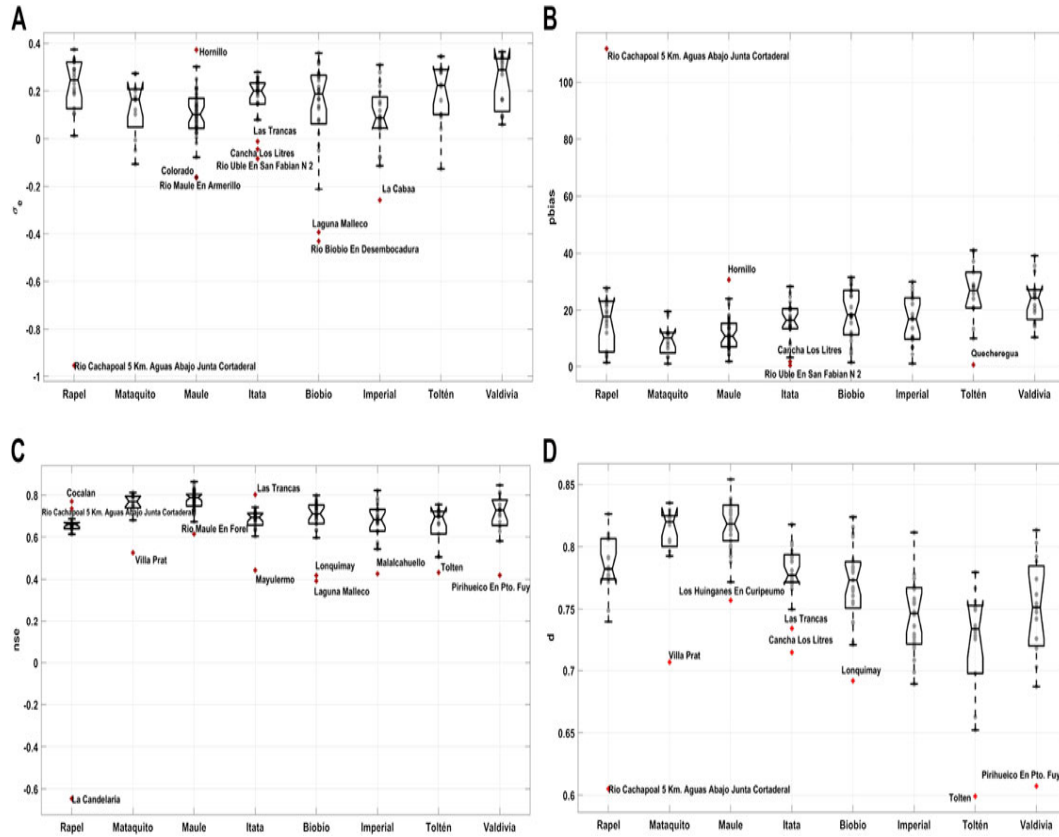 A
0.4
0.2
0
-0.2
-0.4
-0.6
-0.8
-1
σe
Hornillo
Las Trancas
Cancha Los Litres
Rio Uble En San Fabian N 2
Colorado
Rio Maule En Armerillo
La Cabaa
Laguna Malleco
Rio Biobio En Desembocadura
Rio Cachapoal 5 Km. Aguas Abajo Junta Cortaderal
Rapel Mataquito Maule Itata Biobio Imperial Toltén Valdivia
B
100
80
60
40
20
0
pbias
Rio Cachapoal 5 Km. Aguas Abajo Junta Cortaderal
Hornillo
Cancha Los Litres
Rio Uble En San Fabian N 2
Quecheregua
Rapel Mataquito Maule Itata Biobio Imperial Toltén Valdivia
C
0.8
0.6
0.4
0.2
0
-0.2
-0.4
-0.6
nse
Cocalan
Rio Cachapoal 5 Km. Aguas Abajo Junta Cortaderal
Villa Prat
Rio Maule En Forel
Las Trancas
Mayulermo
Lonquimay
Laguna Malleco
Malalcahuello
Tolten
Pirihueico En Pto. Fuy
La Candelaria
Rapel Mataquito Maule Itata Biobio Imperial Toltén Valdivia
D
0.85
0.8
0.75
0.7
0.65
0.6
d
Los Huinganes En Curipeumo
Las Trancas
Cancha Los Litres
Villa Prat
Lonquimay
Rio Cachapoal 5 Km. Aguas Abajo Junta Cortaderal
Tolten
Pirihueico En Pto. Fuy
Rapel Mataquito Maule Itata Biobio Imperial Toltén Valdivia